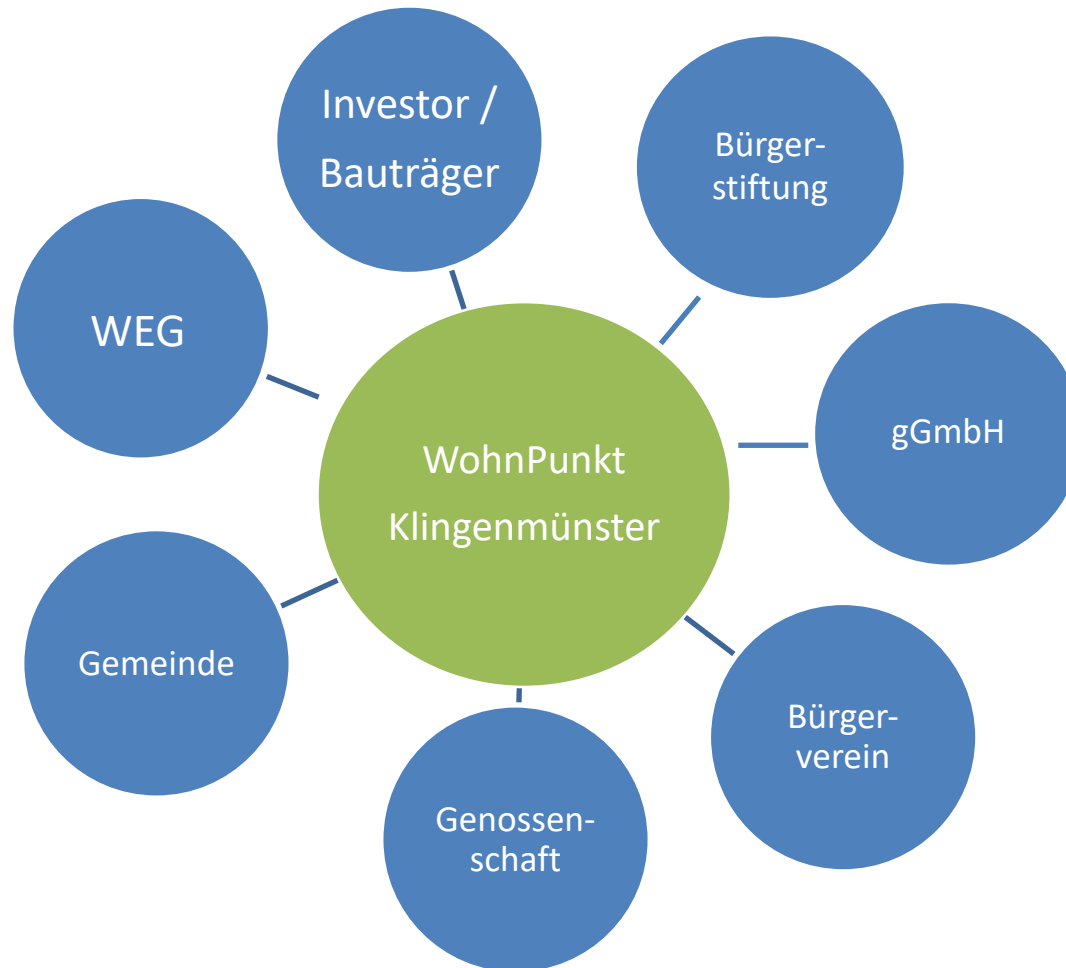 Investor /
Bauträger
Bürger-
stiftung
WEG
gGmbH
WohnPunkt
Klingenmünster
Gemeinde
Bürger-
verein
Genossen-
schaft